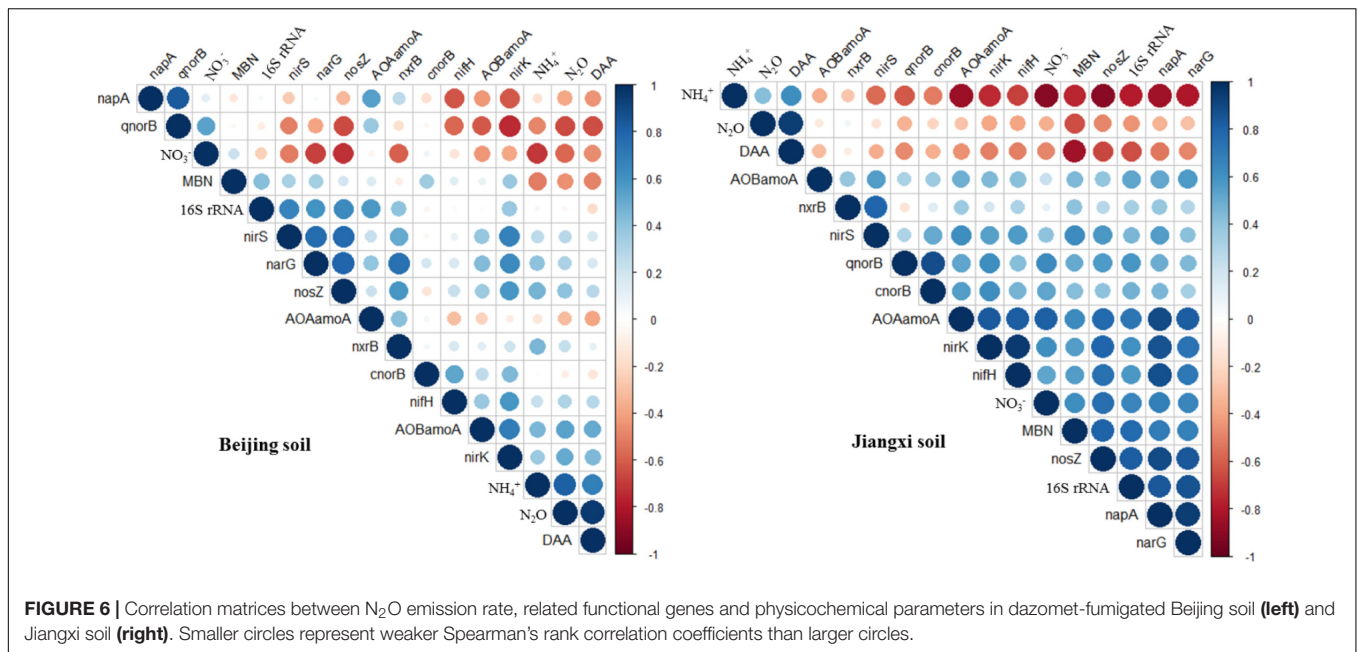 napA qnorB NO₃⁻ MBN 16S rRNA nirS narG nosZ AOAamoA nxrB cnorB nifH AOBamoA nirK NH₄⁺ N₂O DAA
napA
qnorB
NO₃⁻
MBN
16S rRNA
nirS
narG
nosZ
AOAamoA
nxrB
cnorB
nifH
AOBamoA
nirK
NH₄⁺
N₂O
DAA
Beijing soil
1
0.8
0.6
0.4
0.2
0
-0.2
-0.4
-0.6
-0.8
-1
NH₄⁺ N₂O DAA AOBamoA nxrB nirS qnorB cnorB AOAamoA nirK nifH NO₃⁻ MBN nosZ 16S rRNA napA narG
NH₄⁺
N₂O
DAA
AOBamoA
nxrB
nirS
qnorB
cnorB
AOAamoA
nirK
nifH
NO₃⁻
MBN
nosZ
16S rRNA
napA
narG
Jiangxi soil
1
0.8
0.6
0.4
0.2
0
-0.2
-0.4
-0.6
-0.8
-1
FIGURE 6 | Correlation matrices between N₂O emission rate, related functional genes and physicochemical parameters in dazomet-fumigated Beijing soil (left) and
Jiangxi soil (right). Smaller circles represent weaker Spearman's rank correlation coefficients than larger circles.